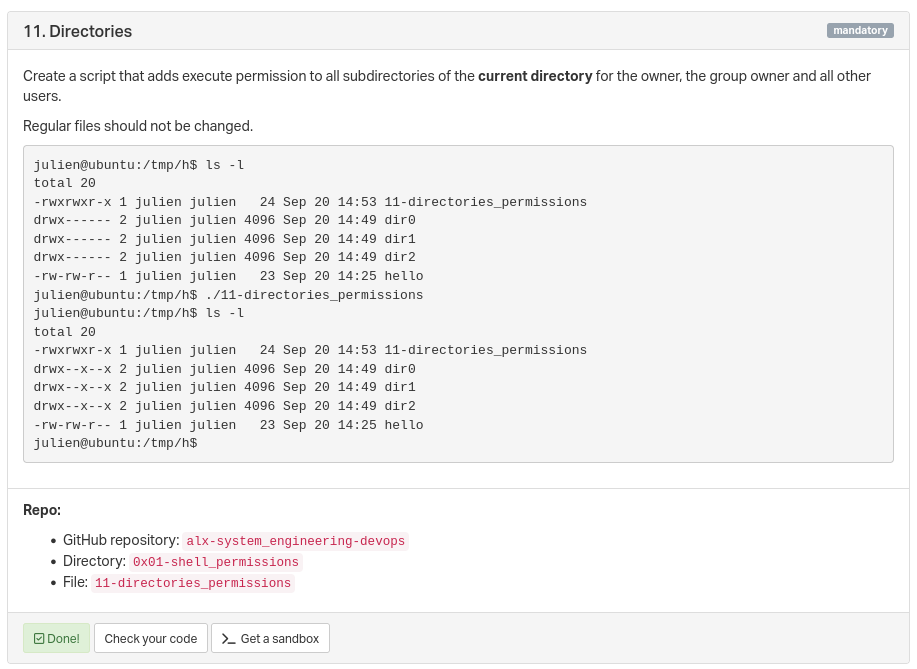 11. Directories
mandatory
Create a script that adds execute permission to all subdirectories of the current directory for the owner, the group owner and all other
users.
Regular files should not be changed.
julien@ubuntu:/tmp/h$ ls -l
total 20
-rwxrwxr-x 1 julien julien   24 Sep 20 14:53 11-directories_permissions
drwx------ 2 julien julien 4096 Sep 20 14:49 dir0
drwx------ 2 julien julien 4096 Sep 20 14:49 dir1
drwx------ 2 julien julien 4096 Sep 20 14:49 dir2
-rw-rw-r-- 1 julien julien   23 Sep 20 14:25 hello
julien@ubuntu:/tmp/h$ ./11-directories_permissions
julien@ubuntu:/tmp/h$ ls -l
total 20
-rwxrwxr-x 1 julien julien   24 Sep 20 14:53 11-directories_permissions
drwx--x--x 2 julien julien 4096 Sep 20 14:49 dir0
drwx--x--x 2 julien julien 4096 Sep 20 14:49 dir1
drwx--x--x 2 julien julien 4096 Sep 20 14:49 dir2
-rw-rw-r-- 1 julien julien   23 Sep 20 14:25 hello
julien@ubuntu:/tmp/h$
Repo:
• GitHub repository: alx-system_engineering-devops
• Directory: 0x01-shell_permissions
• File: 11-directories_permissions
Done! Check your code >_ Get a sandbox